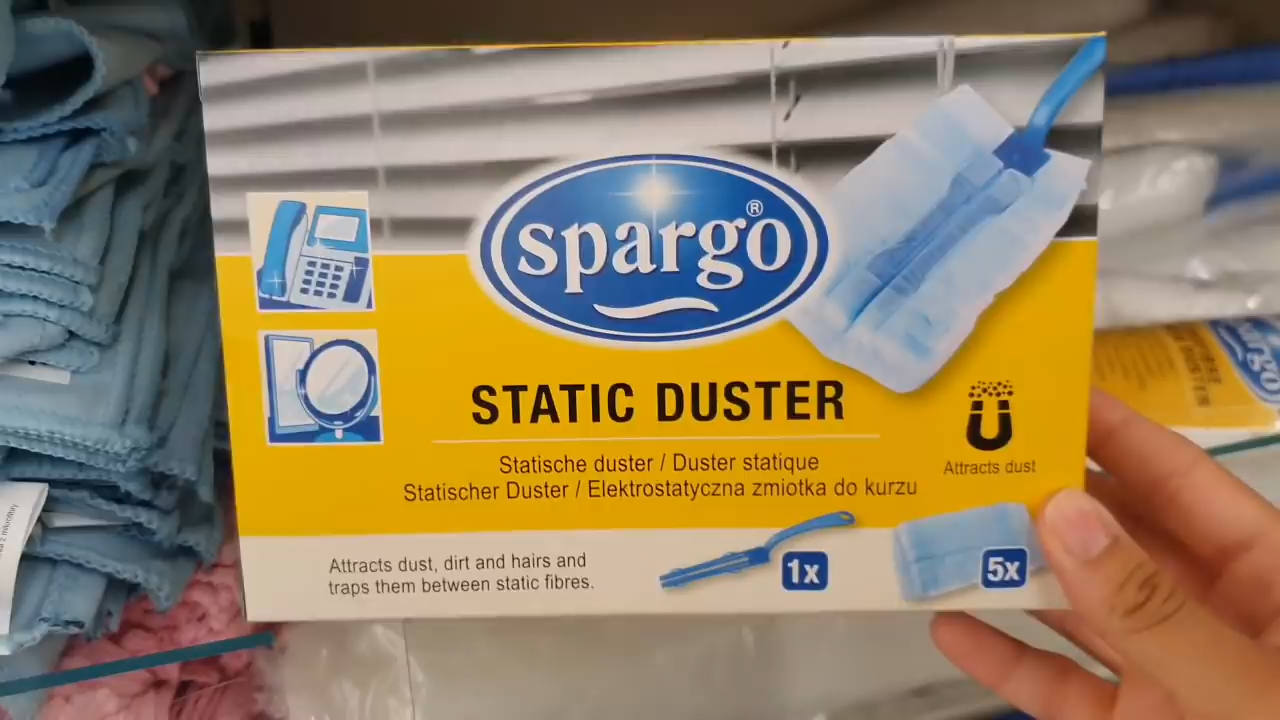 spargo®
STATIC DUSTER
Statische duster / Duster statique
Statischer Duster / Elektrostatyczna zmiotka do kurzu
Attracts dust
Attracts dust, dirt and hairs and
traps them between static fibres.
1x
5x